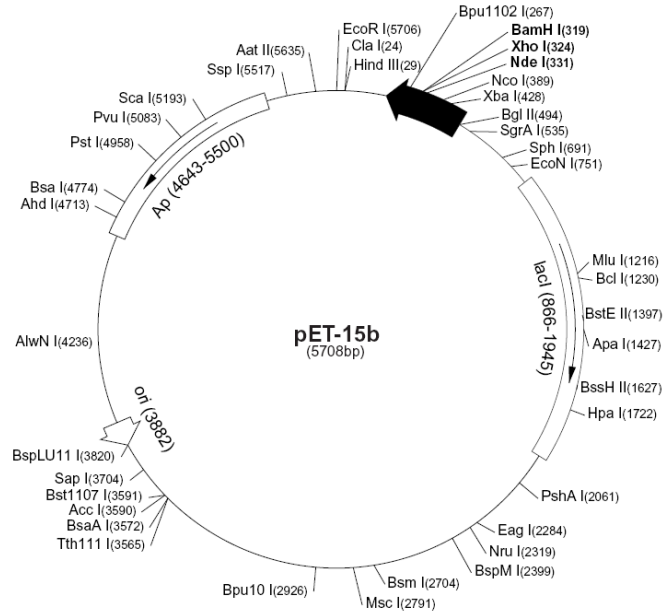 Bpu1102 I(267)
EcoR I(5706)
BamH I(319)
Aat II(5635)
Cla I(24)
Xho I(324)
Ssp I(5517)
Hind III(29)
Nde I(331)
Nco I(389)
Sca I(5193)
Xba I(428)
Pvu I(5083)
Bgl II(494)
Pst I(4958)
SgrA I(535)
Sph I(691)
EcoN I(751)
Bsa I(4774)
Ahd I(4713)
Ap (4643-5500)
Mlu I(1216)
Bcl I(1230)
lacI (866-1945)
BstE II(1397)
AlwN I(4236)
pET-15b
(5708bp)
Apa I(1427)
BssH II(1627)
Hpa I(1722)
ori (3882)
BspLU11 I(3820)
Sap I(3704)
Bst1107 I(3591)
Acc I(3590)
BsaA I(3572)
Tth111 I(3565)
PshA I(2061)
Eag I(2284)
Nru I(2319)
BspM I(2399)
Bpu10 I(2926)
Bsm I(2704)
Msc I(2791)